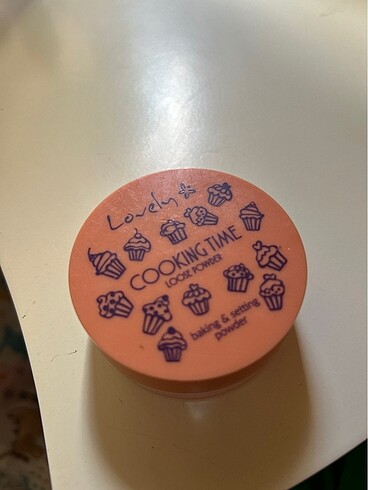 Lovely
COOKING TIME
LOOSE POWDER
baking & setting
powder